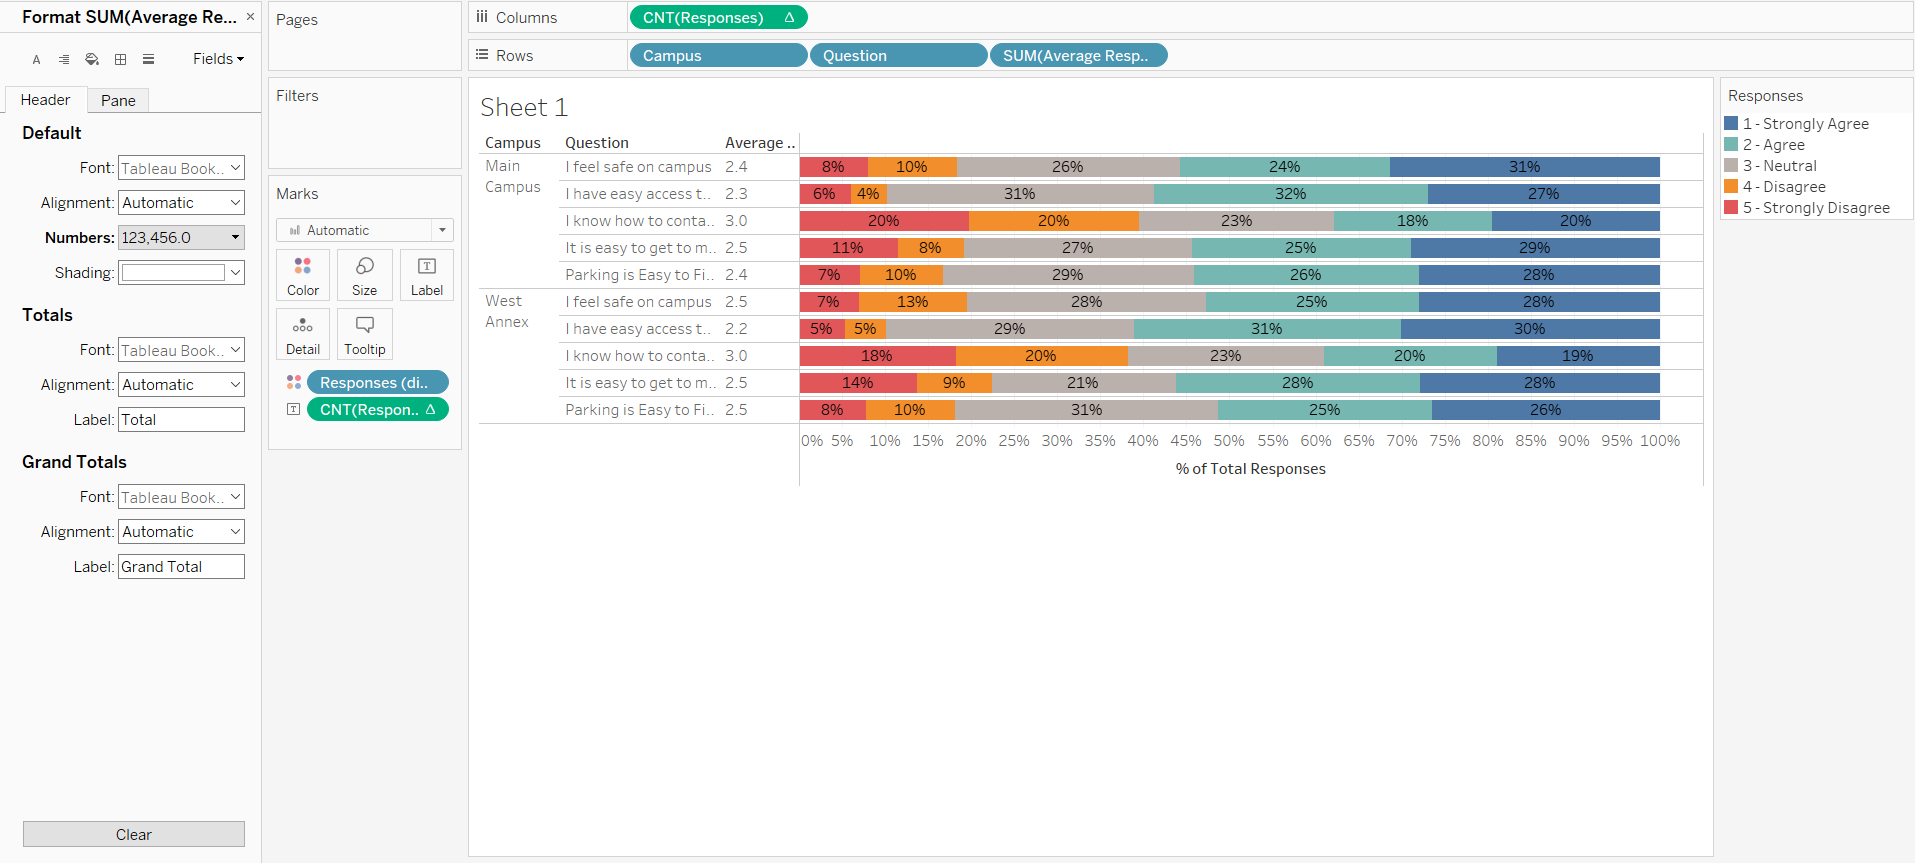 Format SUM(Average Re... ×
A Fields
Header Pane
Default
Font: Tableau Book..
Alignment: Automatic
Numbers: 123,456.0
Shading:
Totals
Font: Tableau Book..
Alignment: Automatic
Label: Total
Grand Totals
Font: Tableau Book..
Alignment: Automatic
Label: Grand Total
Clear
Pages
Filters
Marks
Automatic
Color Size Label
T
Detail Tooltip
Responses (di..
T CNT(Respon.. Δ
Columns CNT(Responses) Δ
Rows Campus Question SUM(Average Resp..
Sheet 1
Campus Question Average ..
Main Campus I feel safe on campus 2.4 8% 10% 26% 24% 31%
I have easy access t.. 2.3 6% 4% 31% 32% 27%
I know how to conta.. 3.0 20% 20% 23% 18% 20%
It is easy to get to m.. 2.5 11% 8% 27% 25% 29%
Parking is Easy to Fi.. 2.4 7% 10% 29% 26% 28%
West Annex I feel safe on campus 2.5 7% 13% 28% 25% 28%
I have easy access t.. 2.2 5% 5% 29% 31% 30%
I know how to conta.. 3.0 18% 20% 23% 20% 19%
It is easy to get to m.. 2.5 14% 9% 21% 28% 28%
Parking is Easy to Fi.. 2.5 8% 10% 31% 25% 26%
0% 5% 10% 15% 20% 25% 30% 35% 40% 45% 50% 55% 60% 65% 70% 75% 80% 85% 90% 95% 100%
% of Total Responses
Responses
1 - Strongly Agree
2 - Agree
3 - Neutral
4 - Disagree
5 - Strongly Disagree